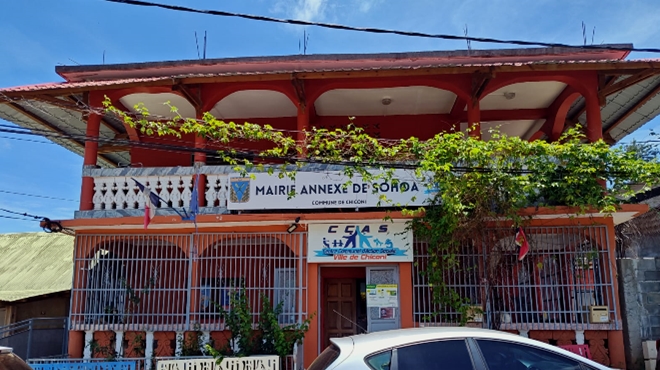 MAIRIE ANNEXE DE SOHOA
COMMUNE DE CHICONI
CCAS
Ville de Chiconi